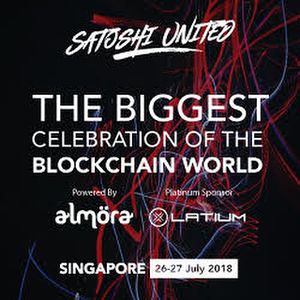 SATOSHI UNITED
THE BIGGEST
CELEBRATION OF THE
BLOCKCHAIN WORLD
Powered By Platinum Sponsor
almöra LATIUM
SINGAPORE 26-27 July 2018